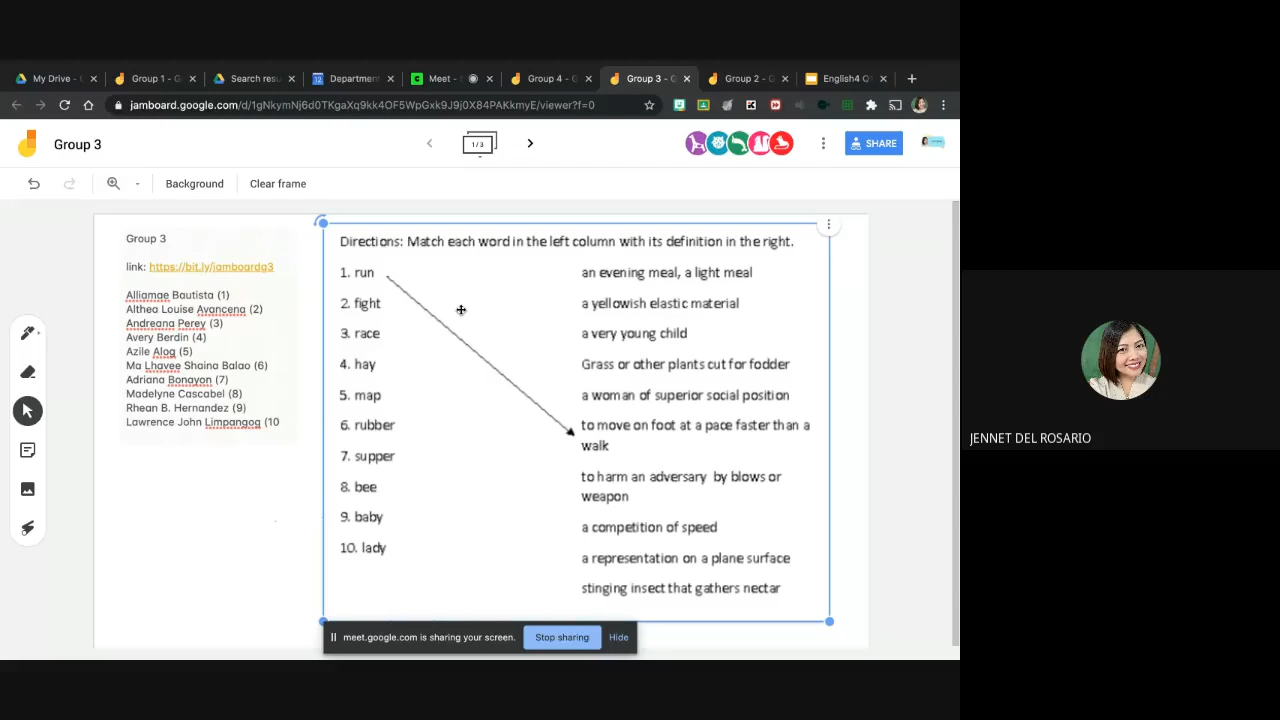 My Drive - G
Group 1 - G
Search resu
Department
Meet -
Group 4 - G
Group 3 - G
Group 2 - G
English4 Q1
jamboard.google.com/d/1gNkymNj6d0TKgaXq9kk4OF5WpGxk9J9j0X84PAKkmyE/viewer?f=0
Group 3
1/3
SHARE
Background
Clear frame
Group 3
link: https://bit.ly/jamboardg3
Alliamae Bautista (1)
Althea Louise Avancena (2)
Andreana Perey (3)
Avery Berdin (4)
Azile Alog (5)
Ma Lhavee Shaina Balao (6)
Adriana Bonayon (7)
Madelyne Cascabel (8)
Rhean B. Hernandez (9)
Lawrence John Limpangog (10
Directions: Match each word in the left column with its definition in the right.
1. run
2. fight
3. race
4. hay
5. map
6. rubber
7. supper
8. bee
9. baby
10. lady
an evening meal, a light meal
a yellowish elastic material
a very young child
Grass or other plants cut for fodder
a woman of superior social position
to move on foot at a pace faster than a
walk
to harm an adversary by blows or
weapon
a competition of speed
a representation on a plane surface
stinging insect that gathers nectar
meet.google.com is sharing your screen.
Stop sharing
Hide
JENNET DEL ROSARIO